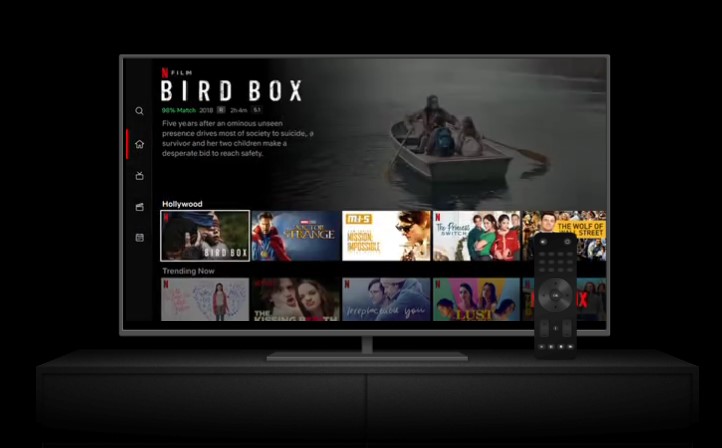 N FILM
BIRD BOX
98% Match 2018 2h 4m 5.1
Five years after an ominous unseen
presence drives most of society to suicide, a
survivor and her two children make a
desperate bid to reach safety.
Hollywood
BIRD BOX
MARVEL STUDIOS
DOCTOR STRANGE
M:I-5
MISSION:
IMPOSSIBLE
The Princess
SWITCH
THE WOLF OF
WALL STREET
Trending Now
THE
KISSING BOOTH
irreplaceable you
LUST